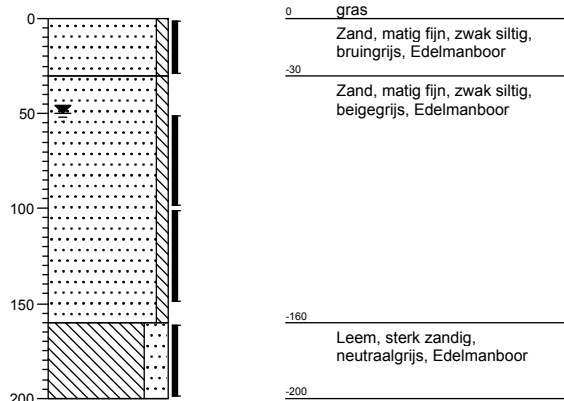 0
50
100
150
200
0 gras
Zand, matig fijn, zwak siltig,
bruingrijs, Edelmanboor
-30
Zand, matig fijn, zwak siltig,
beigegrijs, Edelmanboor
-160
Leem, sterk zandig,
neutraalgrijs, Edelmanboor
-200